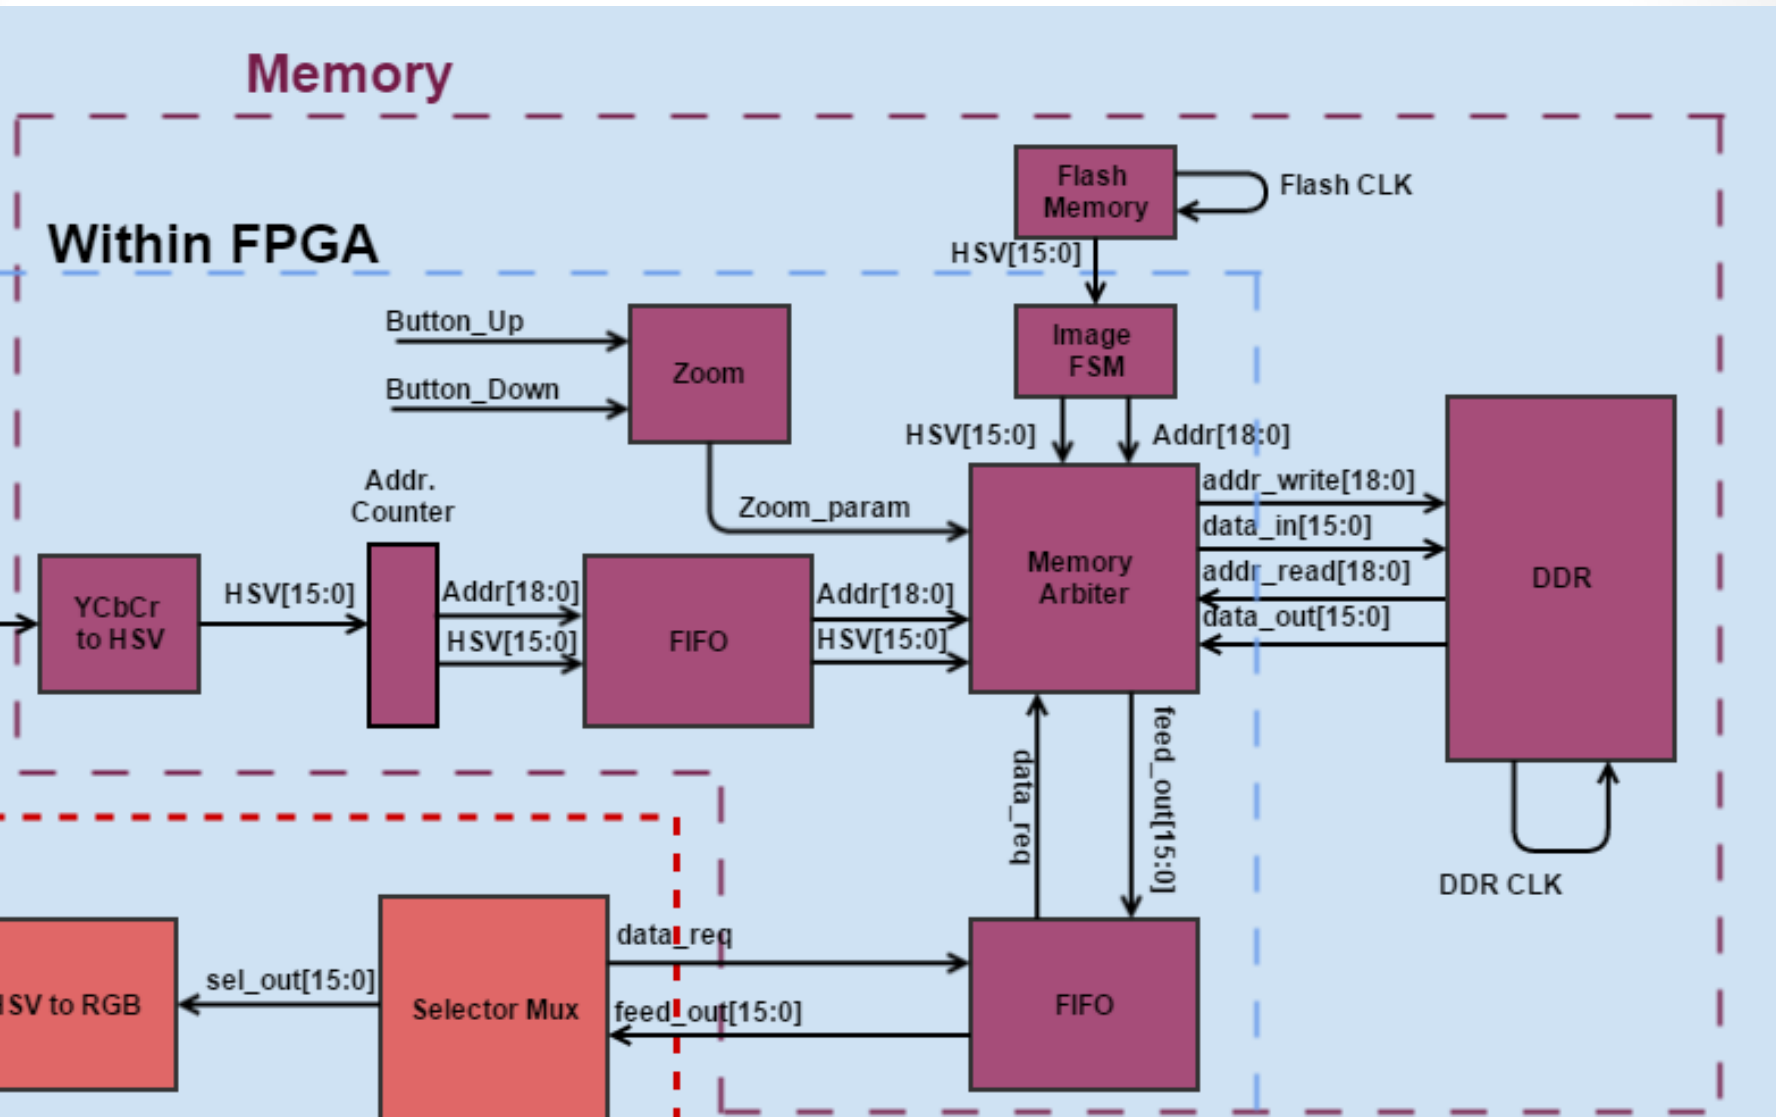 Memory
Flash
Memory
Flash CLK
Within FPGA
HSV[15:0]
Button_Up
Button_Down
Zoom
Image
FSM
HSV[15:0]
Addr[18:0]
Addr.
Counter
Zoom_param
addr_write[18:0]
data_in[15:0]
addr_read[18:0]
data_out[15:0]
Memory
Arbiter
DDR
YCbCr
to HSV
HSV[15:0]
Addr[18:0]
HSV[15:0]
FIFO
Addr[18:0]
HSV[15:0]
data_req
feed_out[15:0]
DDR CLK
data_req
sel_out[15:0]
HSV to RGB
Selector Mux
feed_out[15:0]
FIFO